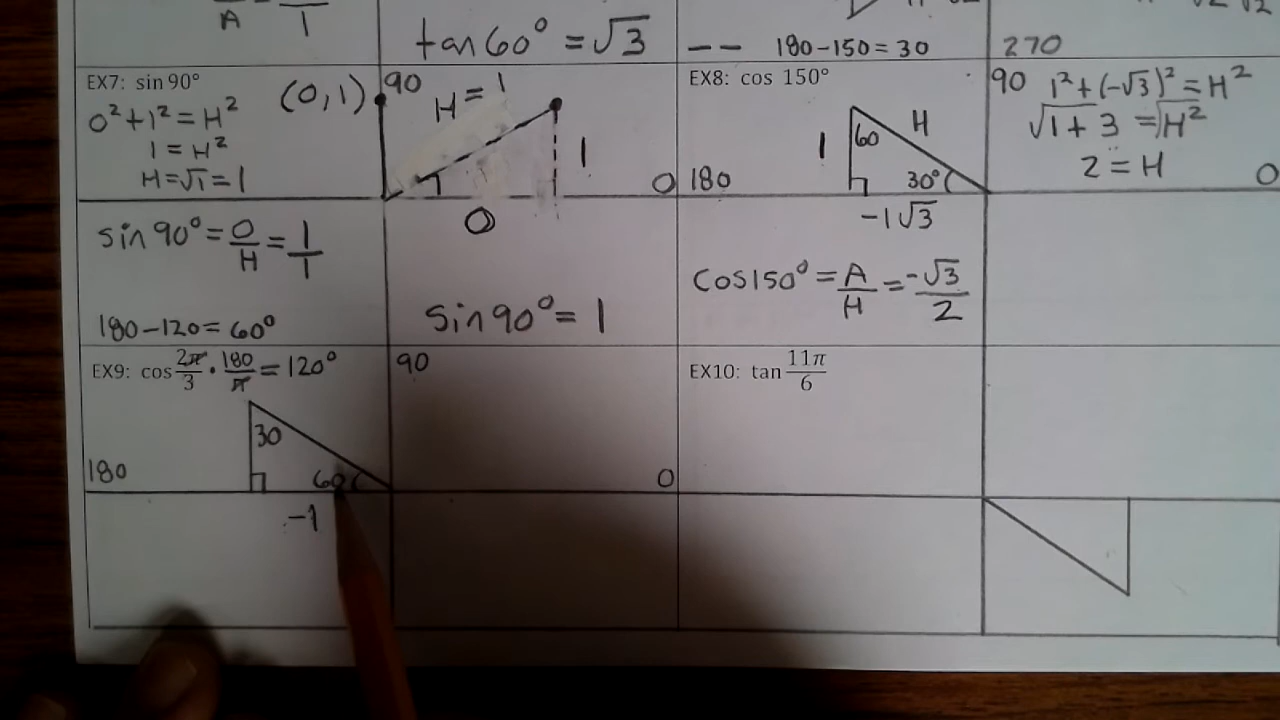 A 1
tan 60° = √3
-- 180-150=30
270
EX7: sin 90°
0² + 1² = H²
1 = H²
H = √1 = 1
(0,1)
90
H = 1
1
0
0
sin 90° = O/H = 1/1
sin 90° = 1
EX8: cos 150°
180
1
60
H
30°
-1√3
90
1² + (-√3)² = H²
√1+3 = √H²
2 = H
0
cos 150° = A/H = -√3/2
180-120=60°
EX9: cos 2π/3 · 180/π = 120°
90
30
60
180
-1
0
EX10: tan 11π/6